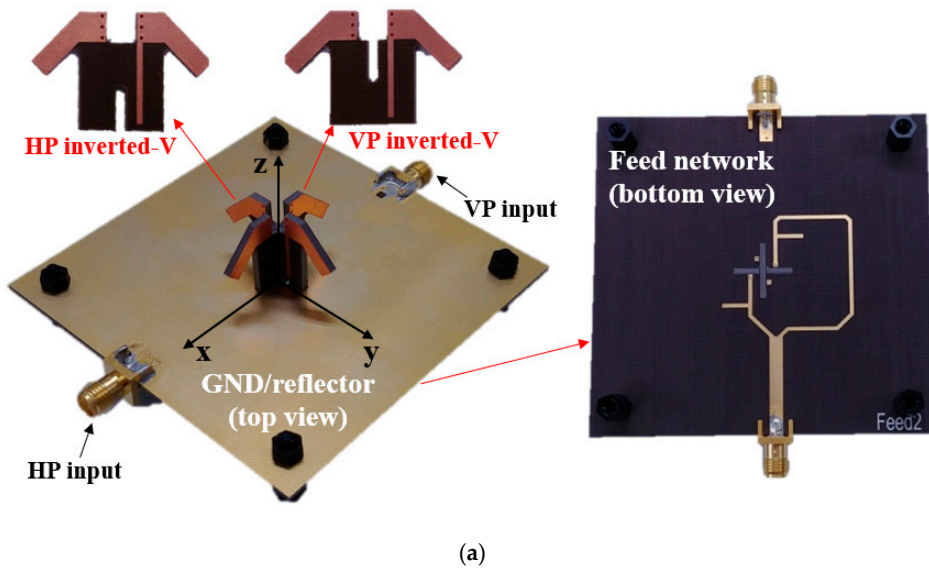 HP inverted-V
VP inverted-V
z
VP input
x
y
GND/reflector
(top view)
HP input
Feed network
(bottom view)
Feed2
(a)